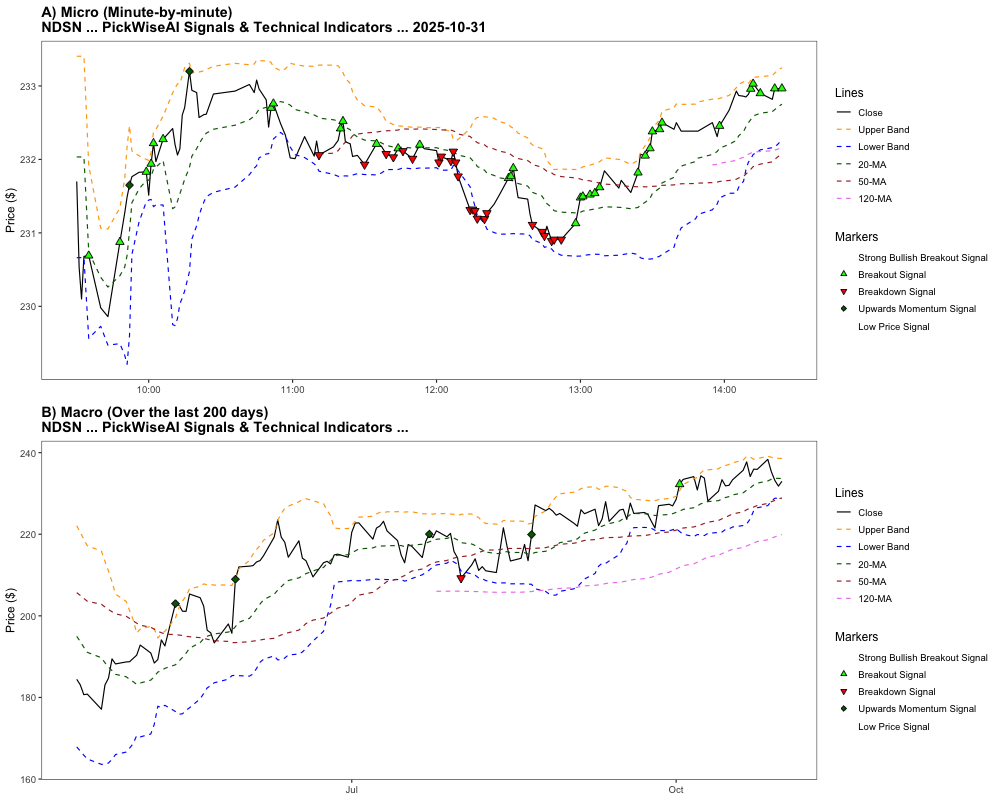 A) Micro (Minute-by-minute)
NDSN ... PickWiseAI Signals & Technical Indicators ... 2025-10-31
Price ($)
233
232
231
230
10:00
11:00
12:00
13:00
14:00
Lines
Close
Upper Band
Lower Band
20-MA
50-MA
120-MA
Markers
Strong Bullish Breakout Signal
Breakout Signal
Breakdown Signal
Upwards Momentum Signal
Low Price Signal
B) Macro (Over the last 200 days)
NDSN ... PickWiseAI Signals & Technical Indicators ...
Price ($)
240
220
200
180
160
Jul
Oct
Lines
Close
Upper Band
Lower Band
20-MA
50-MA
120-MA
Markers
Strong Bullish Breakout Signal
Breakout Signal
Breakdown Signal
Upwards Momentum Signal
Low Price Signal